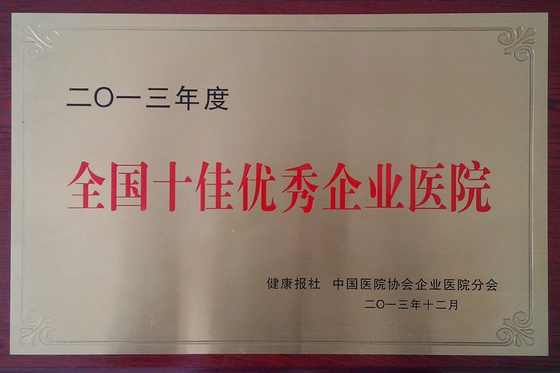 二〇一三年度
全国十佳优秀企业医院
健康报社 中国医院协会企业医院分会
二〇一三年十二月